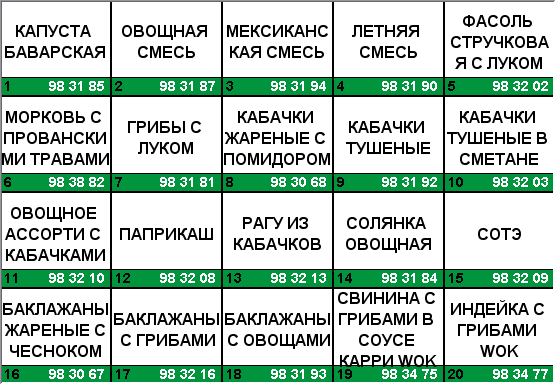 КАПУСТА
БАВАРСКАЯ
1 98 31 85
ОВОЩНАЯ
СМЕСЬ
2 98 31 87
МЕКСИКАНС
КАЯ СМЕСЬ
3 98 31 94
ЛЕТНЯЯ
СМЕСЬ
4 98 31 90
ФАСОЛЬ
СТРУЧКОВА
Я С ЛУКОМ
5 98 32 02
МОРКОВЬ С
ПРОВАНСКИ
МИ ТРАВАМИ
6 98 38 82
ГРИБЫ С
ЛУКОМ
7 98 31 81
КАБАЧКИ
ЖАРЕНЫЕ С
ПОМИДОРОМ
8 98 30 68
КАБАЧКИ
ТУШЕНЫЕ
9 98 31 92
КАБАЧКИ
ТУШЕНЫЕ В
СМЕТАНЕ
10 98 32 03
ОВОЩНОЕ
АССОРТИ С
КАБАЧКАМИ
11 98 32 10
ПАПРИКАШ
12 98 32 08
РАГУ ИЗ
КАБАЧКОВ
13 98 32 13
СОЛЯНКА
ОВОЩНАЯ
14 98 31 84
СОТЭ
15 98 32 09
БАКЛАЖАНЫ
ЖАРЕНЫЕ С
ЧЕСНОКОМ
16 98 30 67
БАКЛАЖАНЫ
С ГРИБАМИ
17 98 32 16
БАКЛАЖАНЫ
С ОВОЩАМИ
18 98 31 93
СВИНИНА С
ГРИБАМИ В
СОУСЕ
КАРРИ WOK
19 98 34 75
ИНДЕЙКА С
ГРИБАМИ
WOK
20 98 34 77